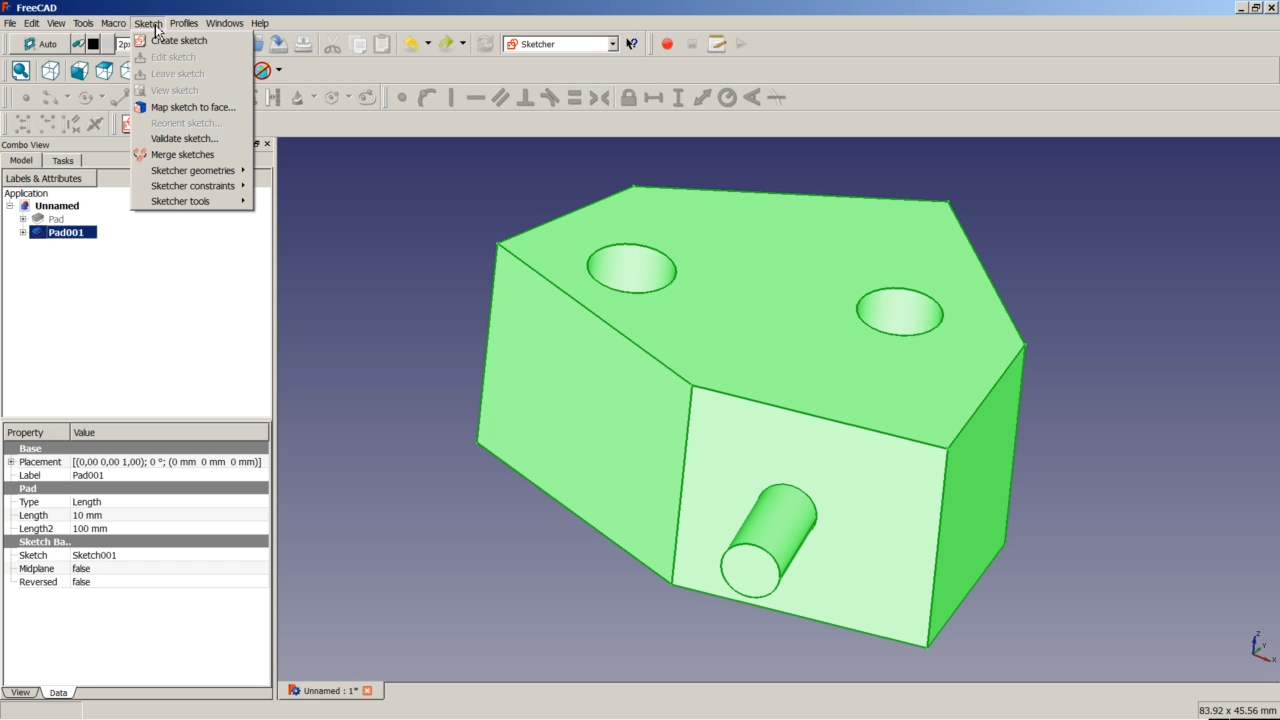 FreeCAD
File Edit View Tools Macro Sketch Profiles Windows Help
Auto 2p Sketcher
Create sketch
Edit sketch
Leave sketch
View sketch
Map sketch to face...
Reorient sketch...
Validate sketch...
Merge sketches
Sketcher geometries
Sketcher constraints
Sketcher tools
Combo View
Model Tasks
Labels & Attributes
Application
Unnamed
Pad
Pad001
Property Value
Base
Placement [(0,00 0,00 1,00); 0 °; (0 mm 0 mm 0 mm)]
Label Pad001
Pad
Type Length
Length 10 mm
Length2 100 mm
Sketch Ba..
Sketch Sketch001
Midplane false
Reversed false
Z
Y
X
View Data
Unnamed : 1*
83.92 x 45.56 mm